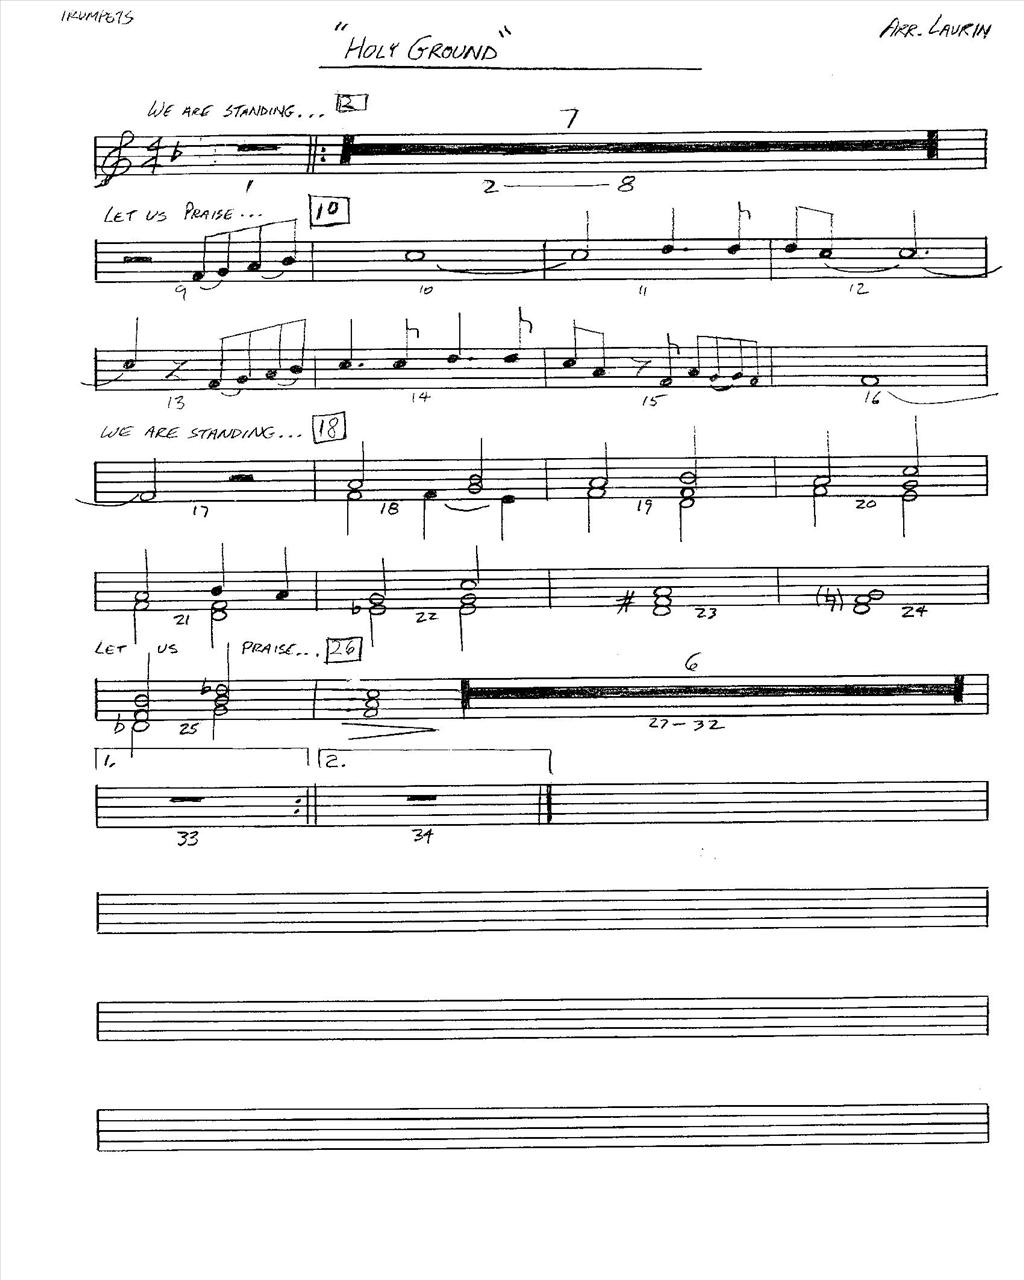 TRUMPETS
"HOLY GROUND"
ARR. LAURIN
WE ARE STANDING... 2
7
1
2 — 8
LET US PRAISE... 10
9 10 11 12
13 14 15 16
WE ARE STANDING... 18
17 18 19 20
21 22 23 24
LET US PRAISE... 26
6
25 27-32
1. 2.
33 34